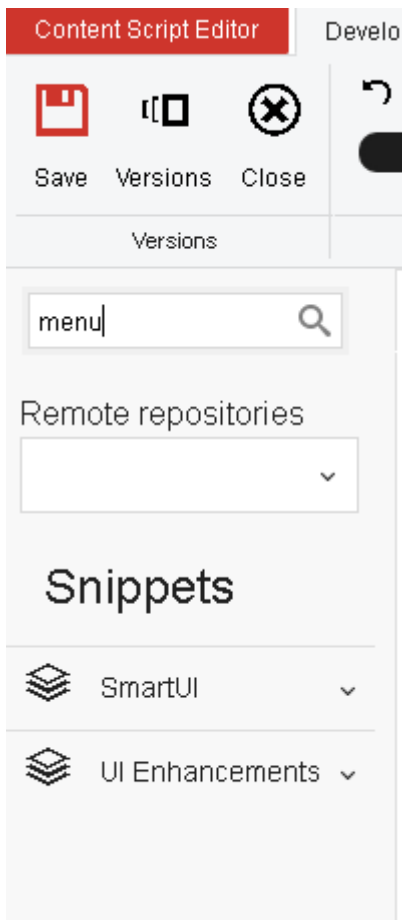 Content Script Editor
Develo
Save
Versions
Close
Versions
menu
Remote repositories
Snippets
SmartUI
UI Enhancements